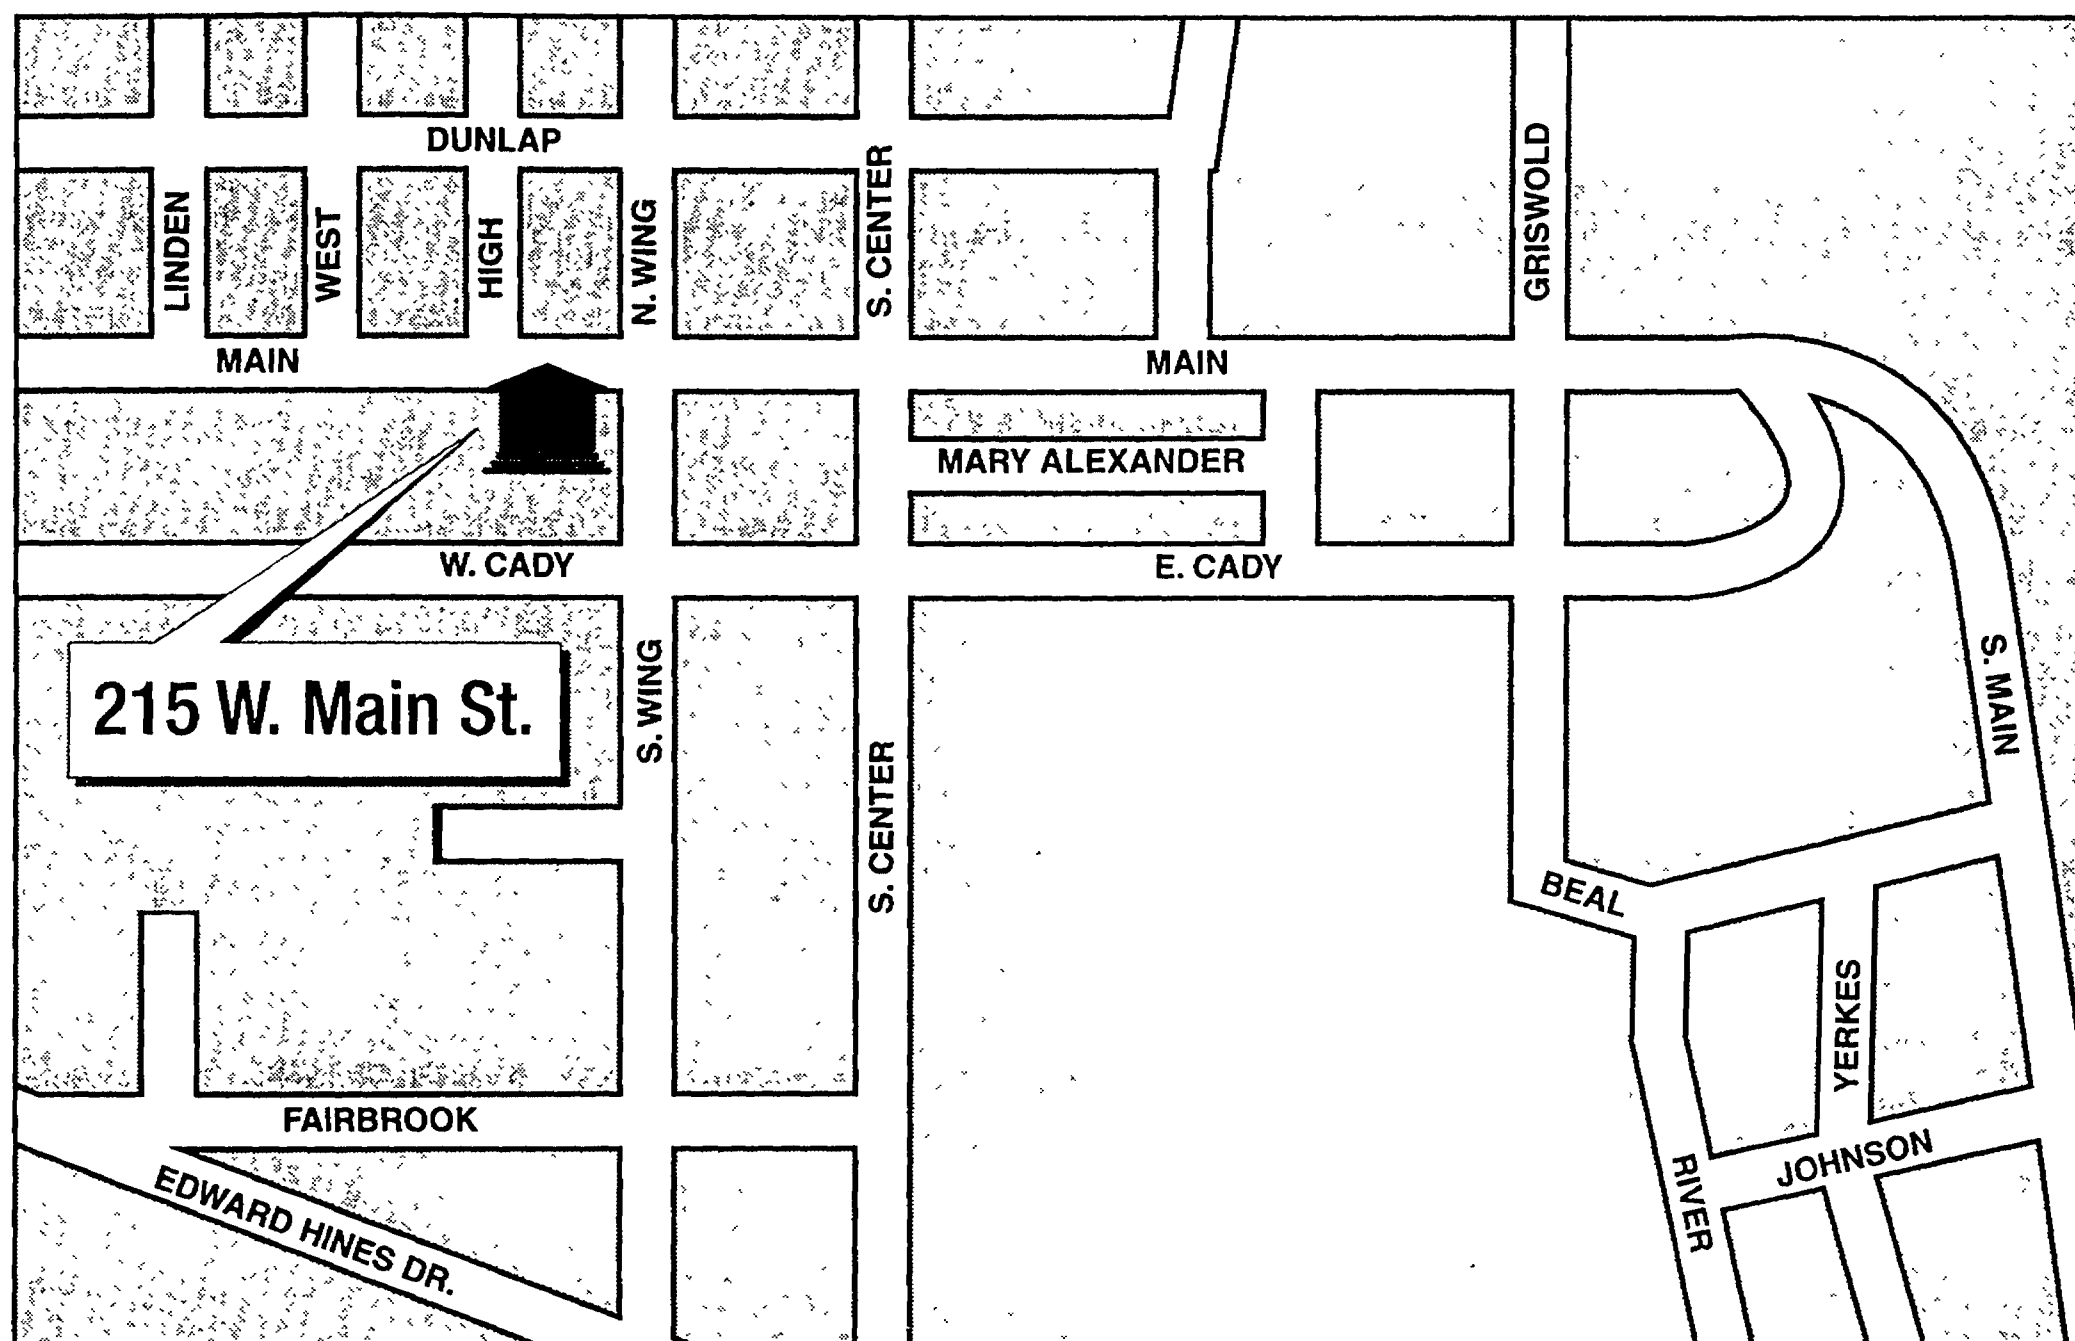 DUNLAP
LINDEN
WEST
HIGH
N. WING
S. CENTER
GRISWOLD
MAIN
MAIN
MARY ALEXANDER
W. CADY
E. CADY
215 W. Main St.
S. WING
S. CENTER
S. MAIN
BEAL
YERKES
FAIRBROOK
JOHNSON
RIVER
EDWARD HINES DR.